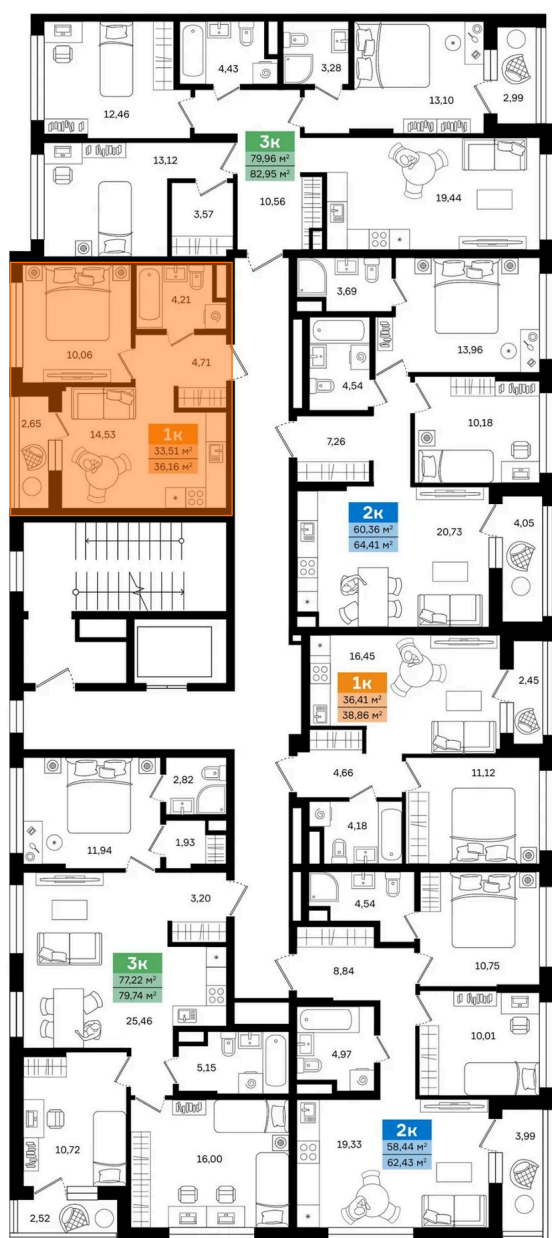 4,43
3,28
12,46
13,10
2,99
3к
79,96 м²
82,95 м²
13,12
10,56
19,44
3,57
4,21
3,69
10,06
4,71
13,96
4,54
2,65
14,53
10,18
1к
33,51 м²
36,16 м²
7,26
2к
60,36 м²
64,41 м²
20,73
4,05
16,45
1к
36,41 м²
38,86 м²
2,45
4,66
11,12
2,82
4,18
11,94
1,93
3,20
4,54
3к
77,22 м²
79,74 м²
8,84
10,75
25,46
10,01
5,15
4,97
10,72
16,00
19,33
2к
58,44 м²
62,43 м²
3,99
2,52